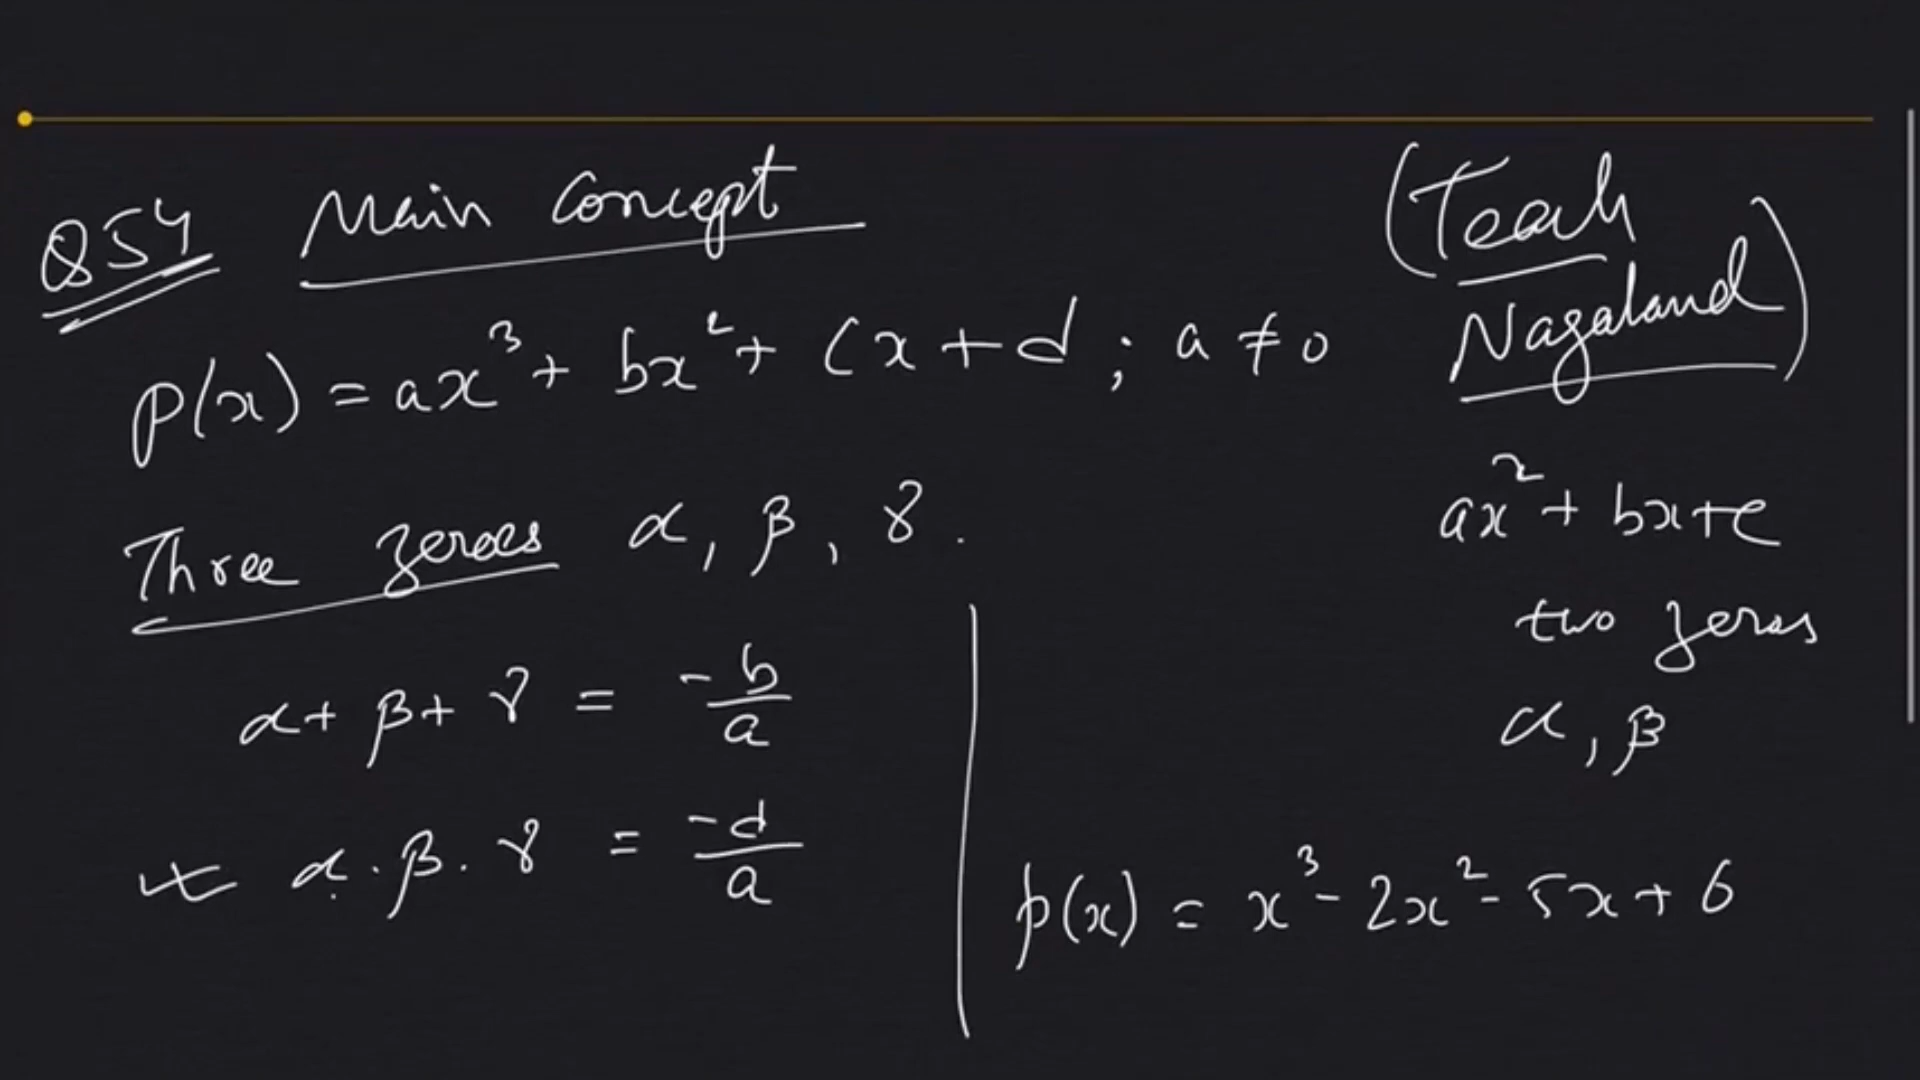 Q54 Main Concept
(Teach
Nagaland)
p(x) = ax³ + bx² + cx + d ; a ≠ 0
Three zeroes α, β, γ.
ax² + bx + c
two zeros
α, β
α + β + γ = -b/a
α . β . γ = -d/a
p(x) = x³ - 2x² - 5x + 6